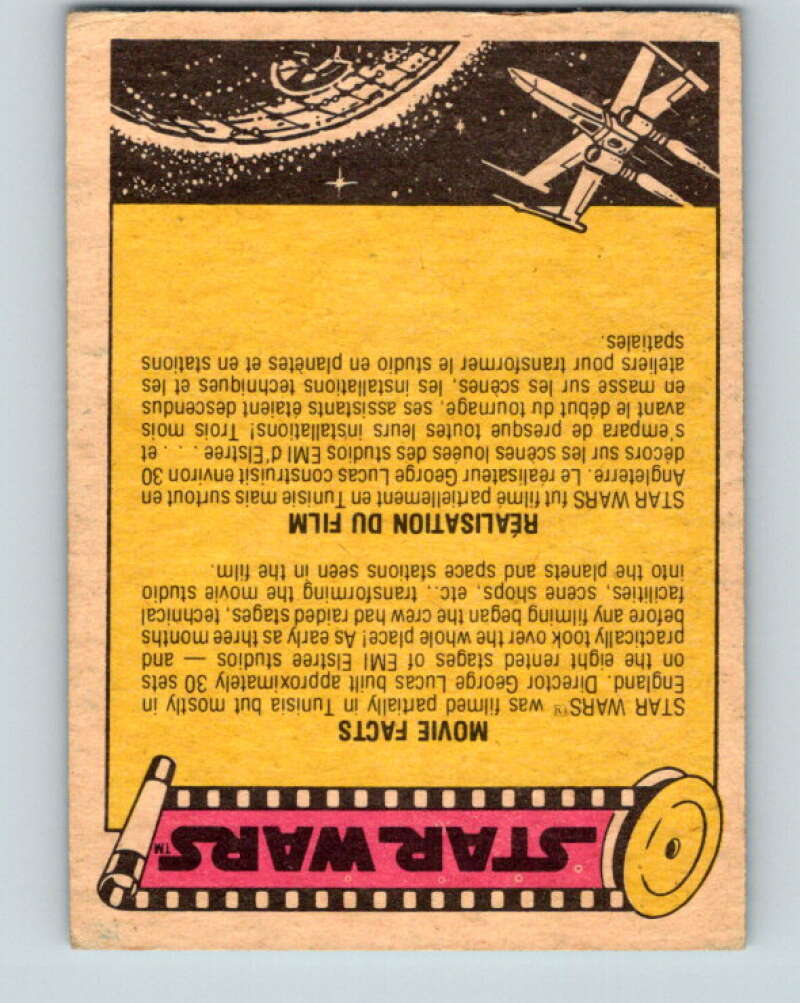 STAR WARS™
MOVIE FACTS
STAR WARS™ was filmed partially in Tunisia but mostly in
England. Director George Lucas built approximately 30 sets
on the eight rented stages of EMI Elstree studios — and
practically took over the whole place! As early as three months
before any filming began the crew had raided stages, technical
facilities, scene shops, etc., transforming the movie studio
into the planets and space stations seen in the film.
RÉALISATION DU FILM
STAR WARS fut filmé partiellement en Tunisie mais surtout en
Angleterre. Le réalisateur George Lucas construisit environ 30
décors sur les scènes louées des studios EMI d'Elstree . . . et
s'empara de presque toutes leurs installations! Trois mois
avant le début du tournage, ses assistants étaient descendus
en masse sur les scènes, les installations techniques et les
ateliers pour transformer le studio en planètes et en stations
spatiales.